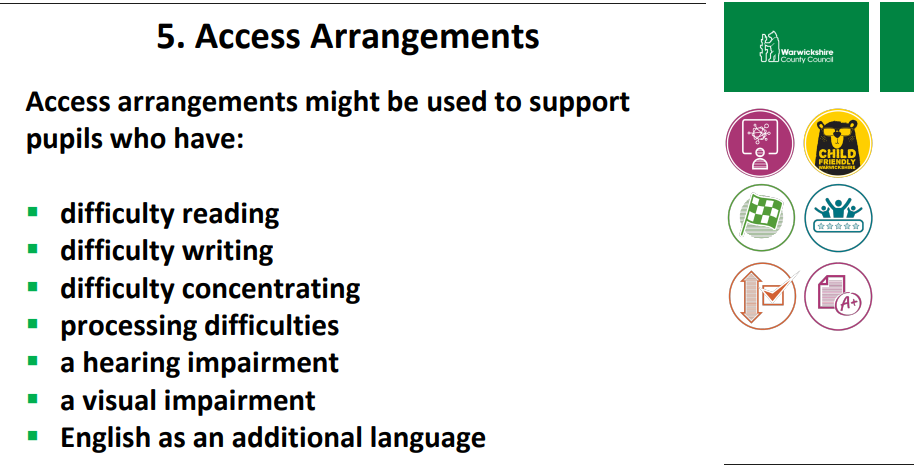 5. Access Arrangements
Access arrangements might be used to support
pupils who have:
▪ difficulty reading
▪ difficulty writing
▪ difficulty concentrating
▪ processing difficulties
▪ a hearing impairment
▪ a visual impairment
▪ English as an additional language
Warwickshire
County Council
CHILD
FRIENDLY
WARWICKSHIRE
A+